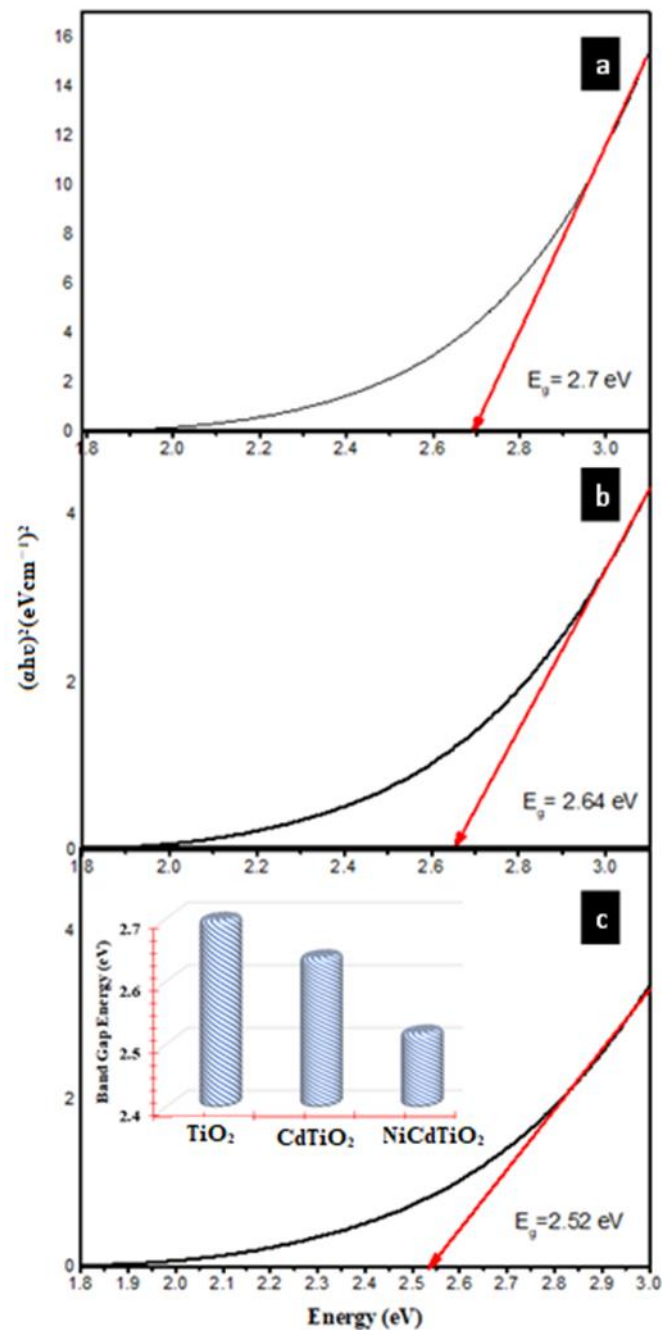 16
a
14
12
10
8
6
4
2
E_g= 2.7 eV
0
1.8 2.0 2.2 2.4 2.6 2.8 3.0
b
4
(αhυ)²(eVcm⁻¹)²
2
E_g= 2.64 eV
0
1.8 2.0 2.2 2.4 2.6 2.8 3.0
c
4
2.7
2.6
2.5
2.4
Band Gap Energy (eV)
TiO₂ CdTiO₂ NiCdTiO₂
2
E_g=2.52 eV
0
1.8 1.9 2.0 2.1 2.2 2.3 2.4 2.5 2.6 2.7 2.8 2.9 3.0
Energy (eV)